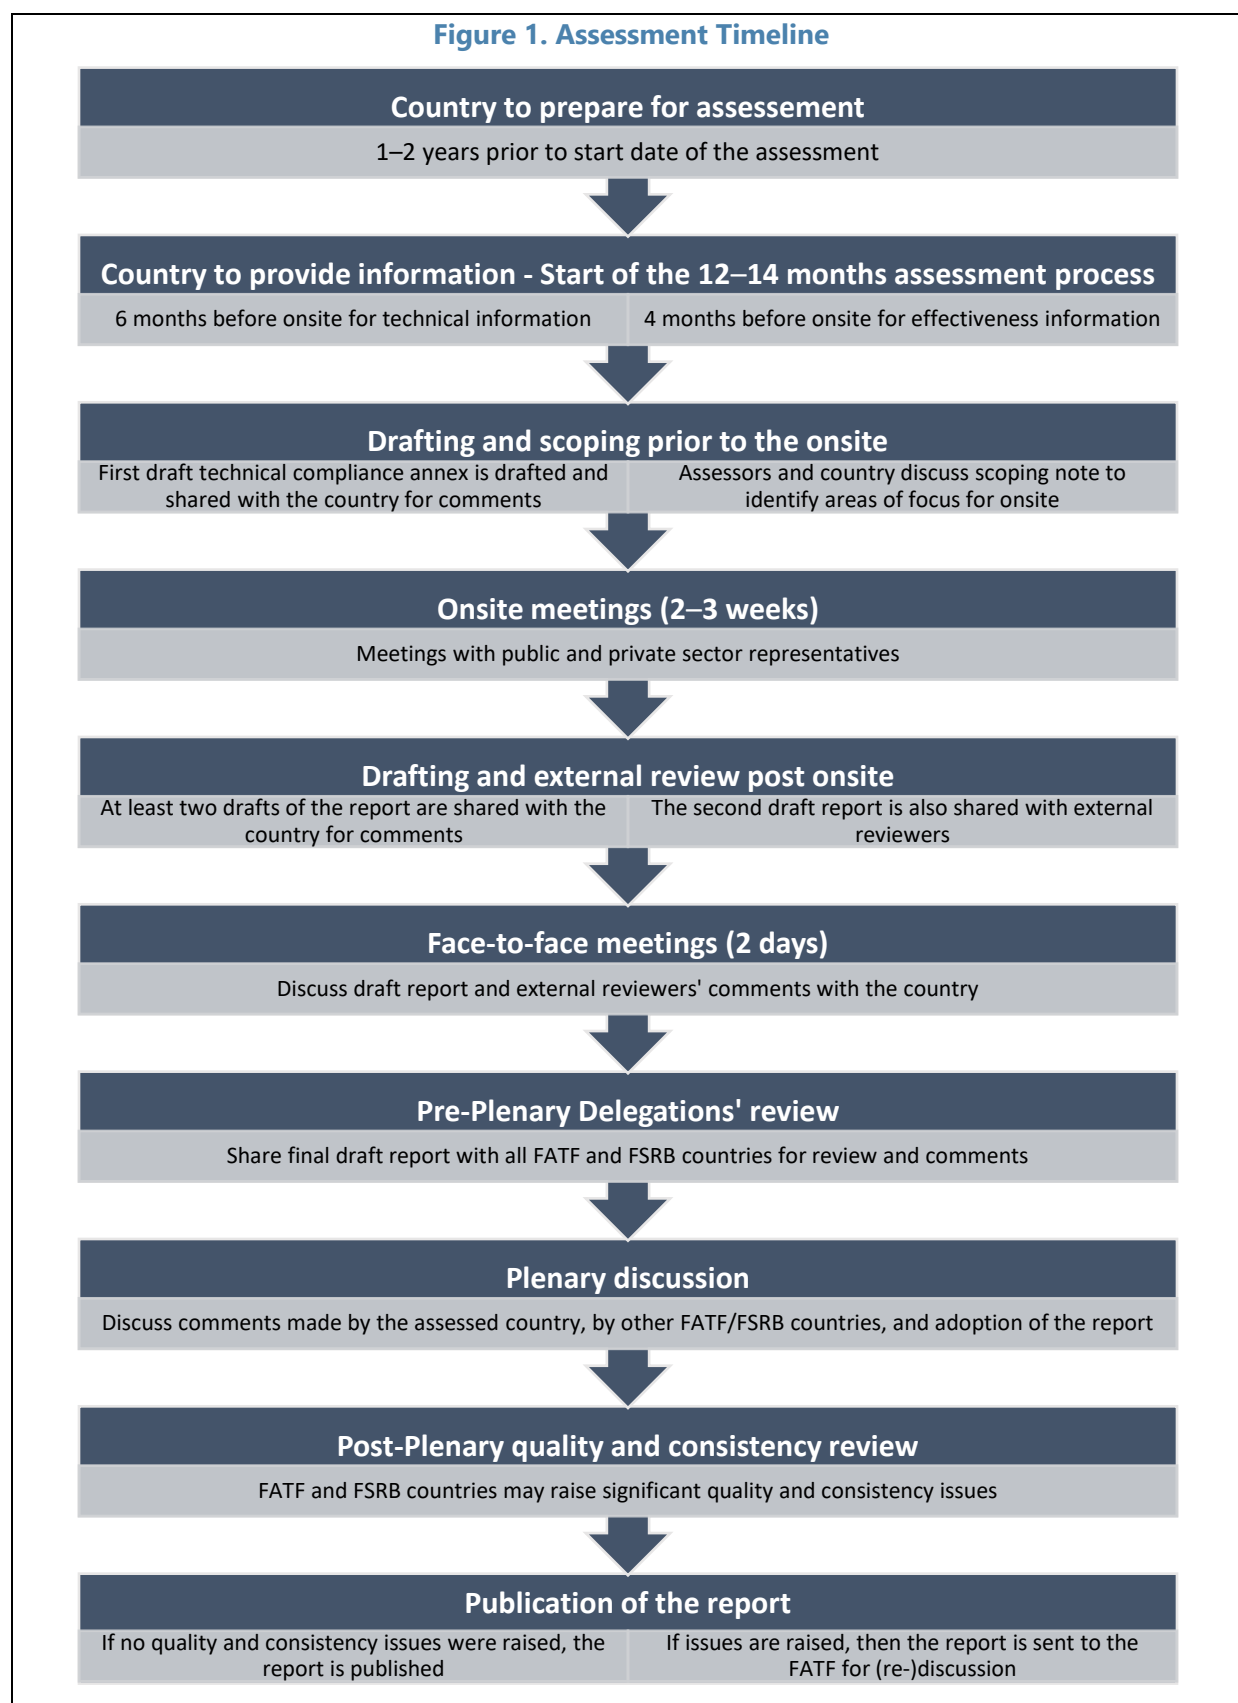 Figure 1. Assessment Timeline
Country to prepare for assessement
1–2 years prior to start date of the assessment
Country to provide information - Start of the 12–14 months assessment process
6 months before onsite for technical information
4 months before onsite for effectiveness information
Drafting and scoping prior to the onsite
First draft technical compliance annex is drafted and
shared with the country for comments
Assessors and country discuss scoping note to
identify areas of focus for onsite
Onsite meetings (2–3 weeks)
Meetings with public and private sector representatives
Drafting and external review post onsite
At least two drafts of the report are shared with the
country for comments
The second draft report is also shared with external
reviewers
Face-to-face meetings (2 days)
Discuss draft report and external reviewers' comments with the country
Pre-Plenary Delegations' review
Share final draft report with all FATF and FSRB countries for review and comments
Plenary discussion
Discuss comments made by the assessed country, by other FATF/FSRB countries, and adoption of the report
Post-Plenary quality and consistency review
FATF and FSRB countries may raise significant quality and consistency issues
Publication of the report
If no quality and consistency issues were raised, the
report is published
If issues are raised, then the report is sent to the
FATF for (re-)discussion